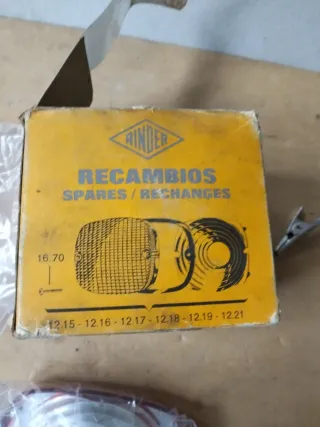 RINDER
RECAMBIOS
SPARES / RECHANGES
16.70
12.15 - 12.16 - 12.17 - 12.18 - 12.19 - 12.21